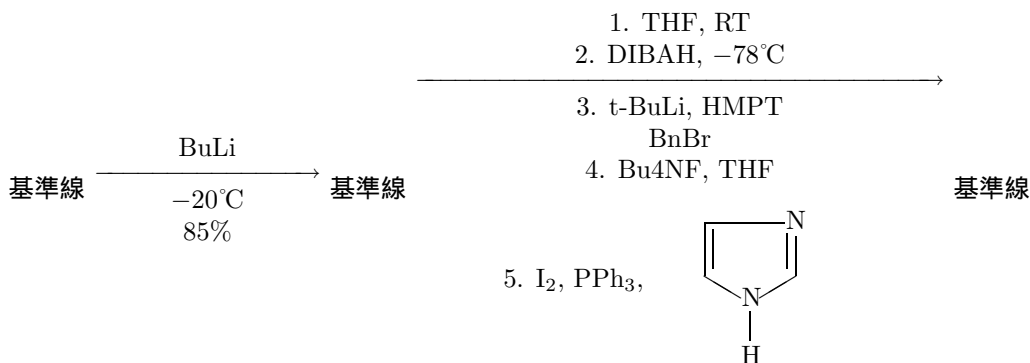 1. THF, RT
2. DIBAH, −78℃
3. t-BuLi, HMPT
BnBr
4. Bu4NF, THF
基準線
BuLi
−20℃
85%
基準線
基準線
5. I₂, PPh₃,
N
N
H